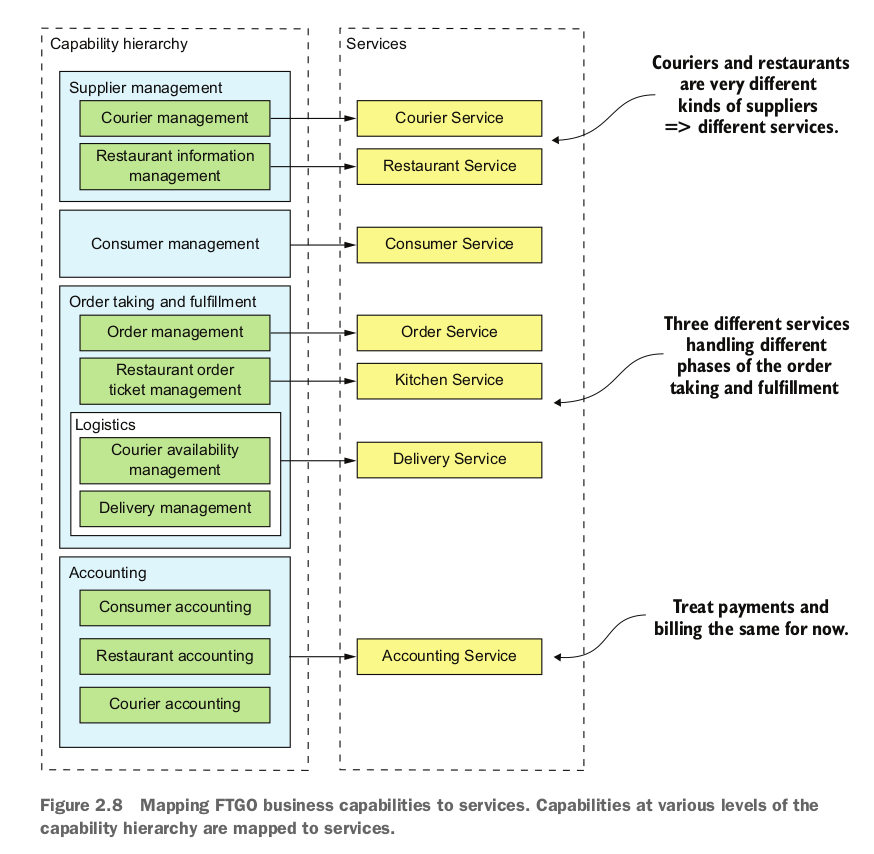 Capability hierarchy
Services
Supplier management
Courier management
Courier Service
Restaurant information
management
Restaurant Service
Couriers and restaurants
are very different
kinds of suppliers
=> different services.
Consumer management
Consumer Service
Order taking and fulfillment
Order management
Order Service
Restaurant order
ticket management
Kitchen Service
Three different services
handling different
phases of the order
taking and fulfillment
Logistics
Courier availability
management
Delivery Service
Delivery management
Accounting
Consumer accounting
Restaurant accounting
Accounting Service
Courier accounting
Treat payments and
billing the same for now.
Figure 2.8 Mapping FTGO business capabilities to services. Capabilities at various levels of the
capability hierarchy are mapped to services.